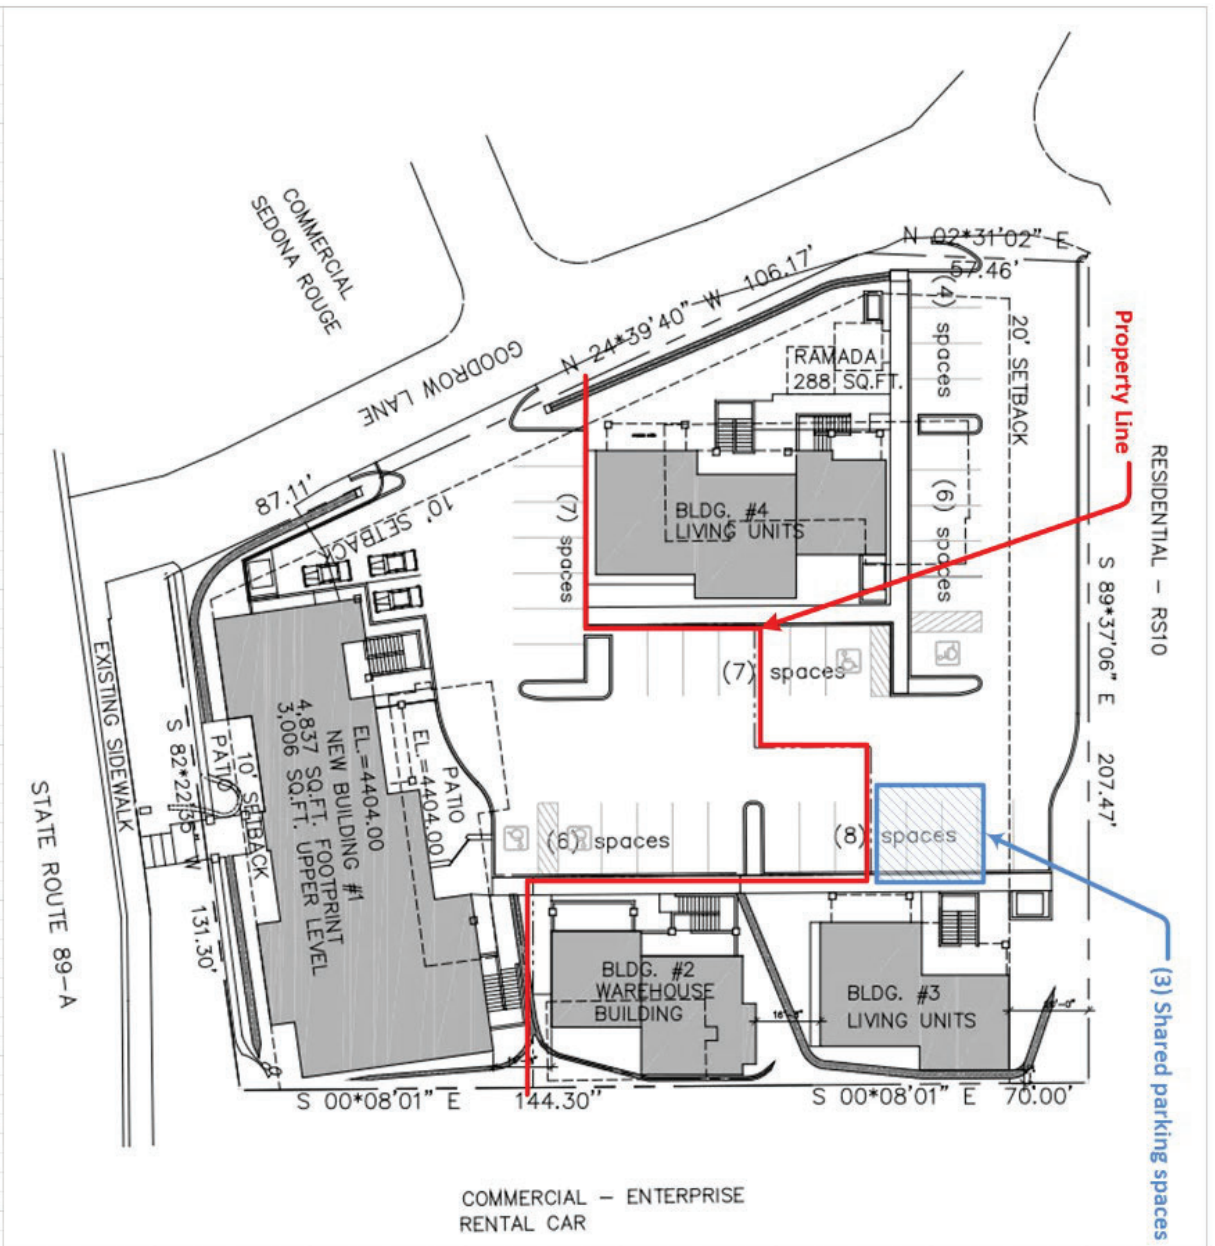 COMMERCIAL
SEDONA ROUGE
GOODROW LANE
N 24*39'40" W 106.17'
N 02*31'02" E
57.46'
(4) spaces
20' SETBACK
RAMADA
288 SQ.FT.
Property Line
RESIDENTIAL - RS10
S 89*37'06" E 207.47'
87.11'
10' SETBACK
(7) spaces
BLDG. #4
LIVING UNITS
(6) spaces
(7) spaces
EXISTING SIDEWALK
STATE ROUTE 89-A
S 82*22'35" W
131.30'
PATIO
10' SETBACK
EL.=4404.00
NEW BUILDING #1
4,837 SQ.FT. FOOTPRINT
3,006 SQ.FT. UPPER LEVEL
PATIO
EL.=4404.00
(6) spaces
(8) spaces
(3) Shared parking spaces
BLDG. #2
WAREHOUSE
BUILDING
BLDG. #3
LIVING UNITS
S 00*08'01" E 144.30"
S 00*08'01" E 70.00'
COMMERCIAL - ENTERPRISE
RENTAL CAR